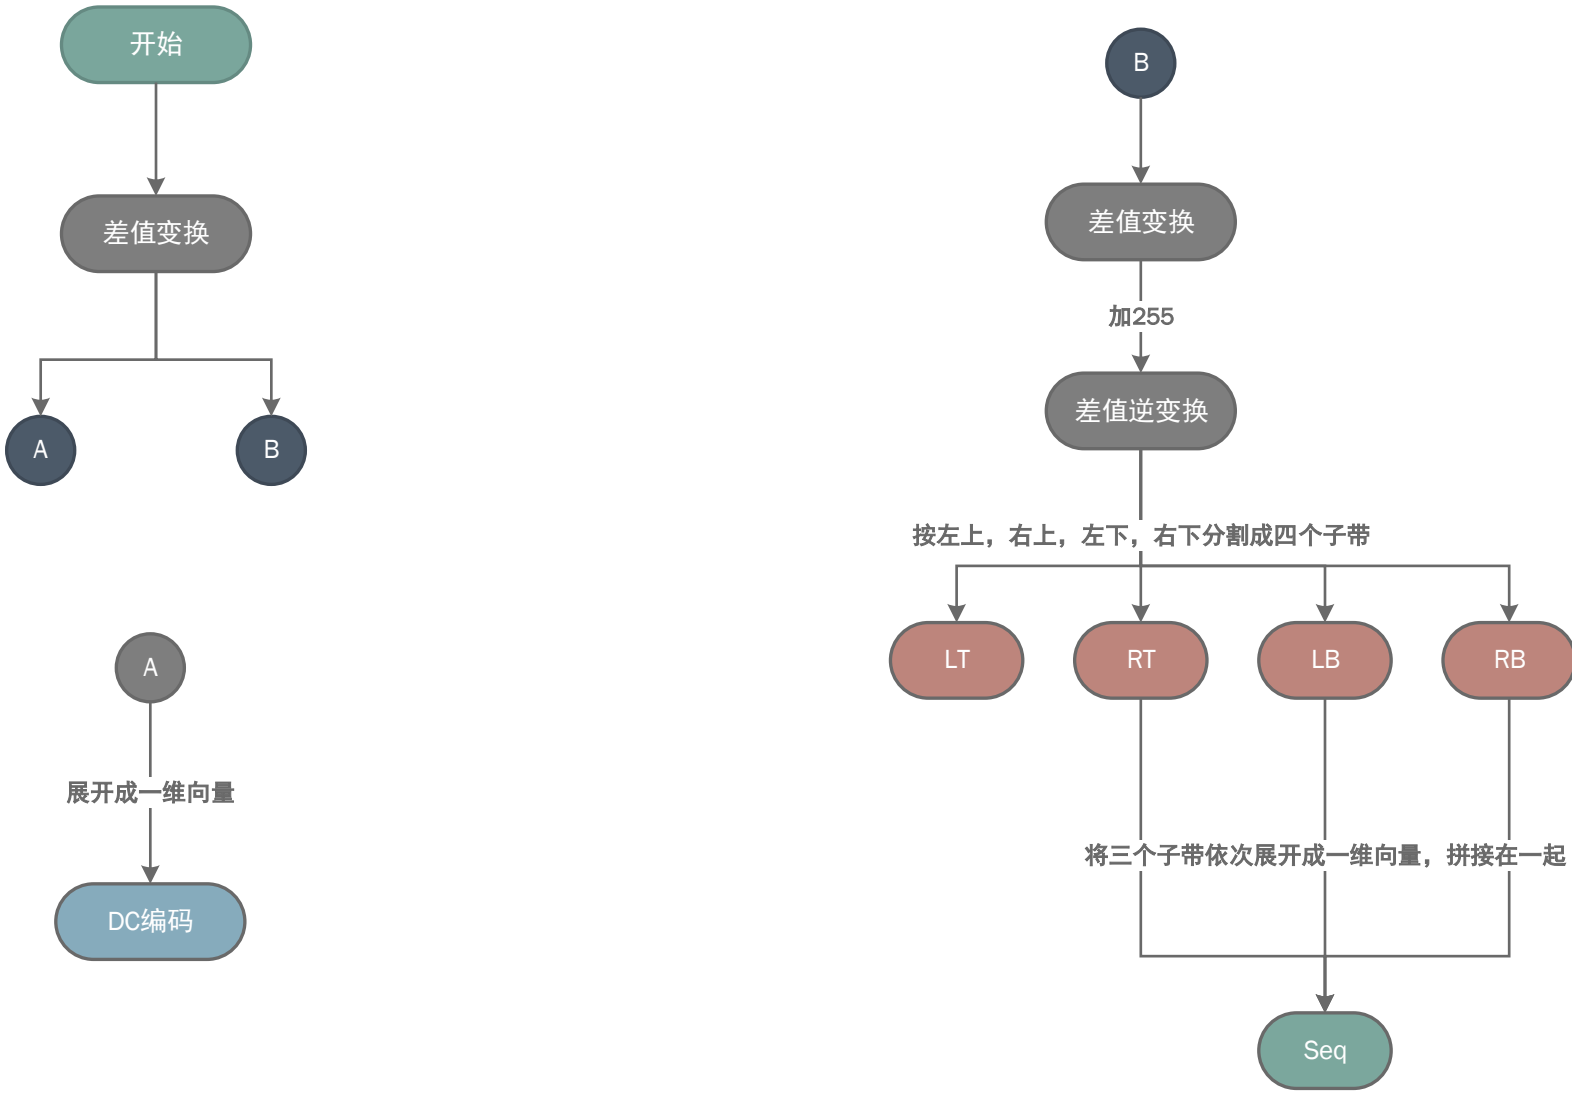 开始
差值变换
A
B
A
展开成一维向量
DC编码
B
差值变换
加255
差值逆变换
按左上，右上，左下，右下分割成四个子带
LT
RT
LB
RB
将三个子带依次展开成一维向量，拼接在一起
Seq